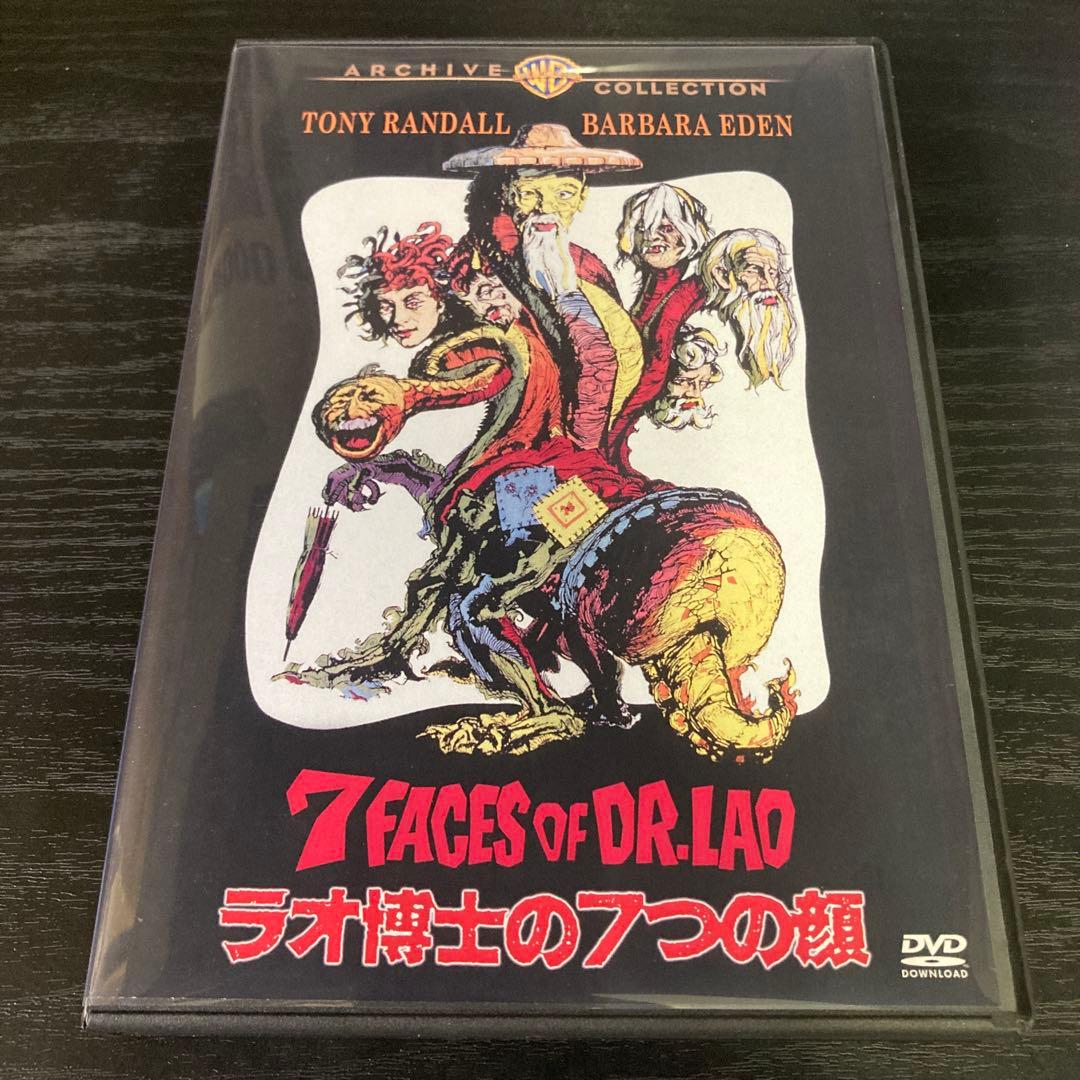 ARCHIVE WB COLLECTION
TONY RANDALL BARBARA EDEN
7 FACES OF DR. LAO
ラオ博士の7つの顔
DVD
DOWNLOAD